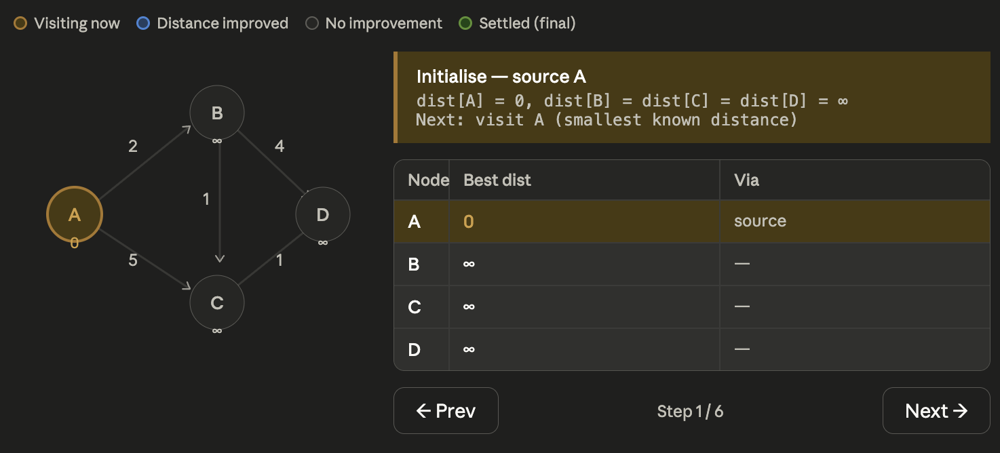 Visiting now
Distance improved
No improvement
Settled (final)
B
∞
2
4
1
A
0
D
∞
5
1
C
∞
Initialise — source A
dist[A] = 0, dist[B] = dist[C] = dist[D] = ∞
Next: visit A (smallest known distance)
Node Best dist Via
A 0 source
B ∞ —
C ∞ —
D ∞ —
← Prev
Step 1 / 6
Next →